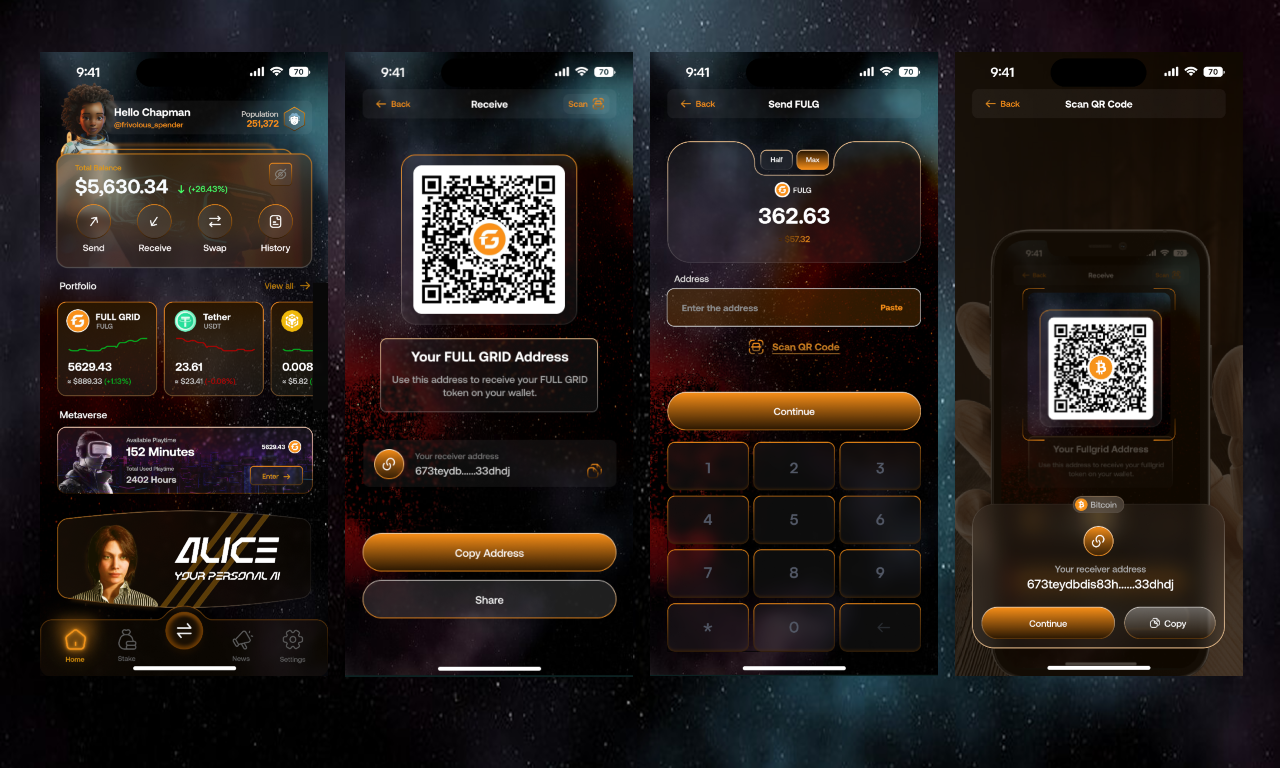 9:41
70
Hello Chapman
@frivolous_spender
Population
251,372
Total Balance
$5,630.34
↓ (+26.43%)
Send
Receive
Swap
History
Portfolio
View all →
FULL GRID
FULG
5629.43
≈ $889.33 (+1.13%)
Tether
USDT
23.61
≈ $23.41
0.008
≈ $5.82 (
Metaverse
Available Playtime
152 Minutes
5629.43
Total Used Playtime
2402 Hours
Enter →
ALICE
YOUR PERSONAL AI
Home
Stake
News
Settings
9:41
70
← Back
Receive
Scan
Your FULL GRID Address
Use this address to receive your FULL GRID
token on your wallet.
Your receiver address
673teydb......33dhdj
Copy Address
Share
9:41
70
← Back
Send FULG
Half
Max
FULG
362.63
$57.32
Address
Enter the address
Paste
Scan QR Code
Continue
1
2
3
4
5
6
7
8
9
*
0
←
9:41
70
← Back
Scan QR Code
9:41
← Back
Receive
Your Fullgrid Address
Use this address to receive your fullgrid
token on your wallet.
Bitcoin
Your receiver address
673teydbdis83h......33dhdj
Continue
Copy